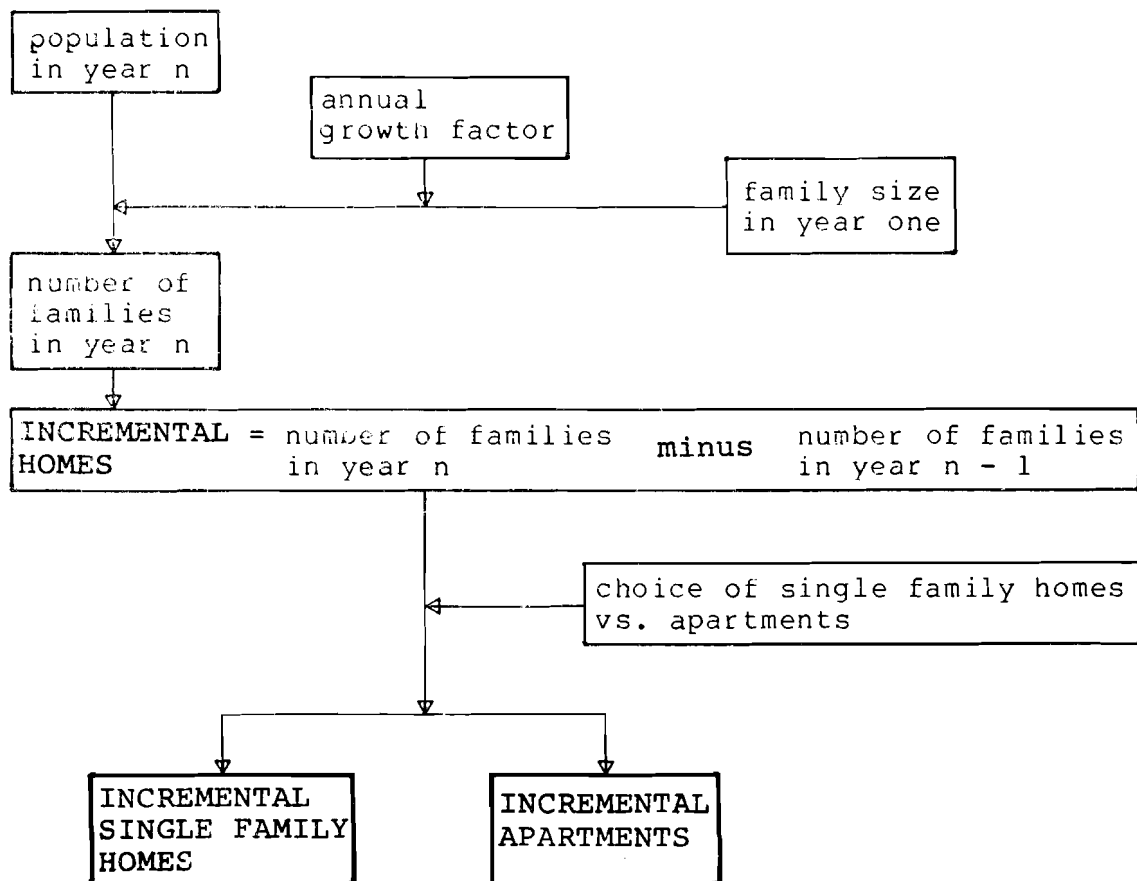 population
in year n
annual
growth factor
family size
in year one
number of
families
in year n
INCREMENTAL = number of families minus number of families
HOMES in year n in year n - 1
choice of single family homes
vs. apartments
INCREMENTAL
SINGLE FAMILY
HOMES
INCREMENTAL
APARTMENTS